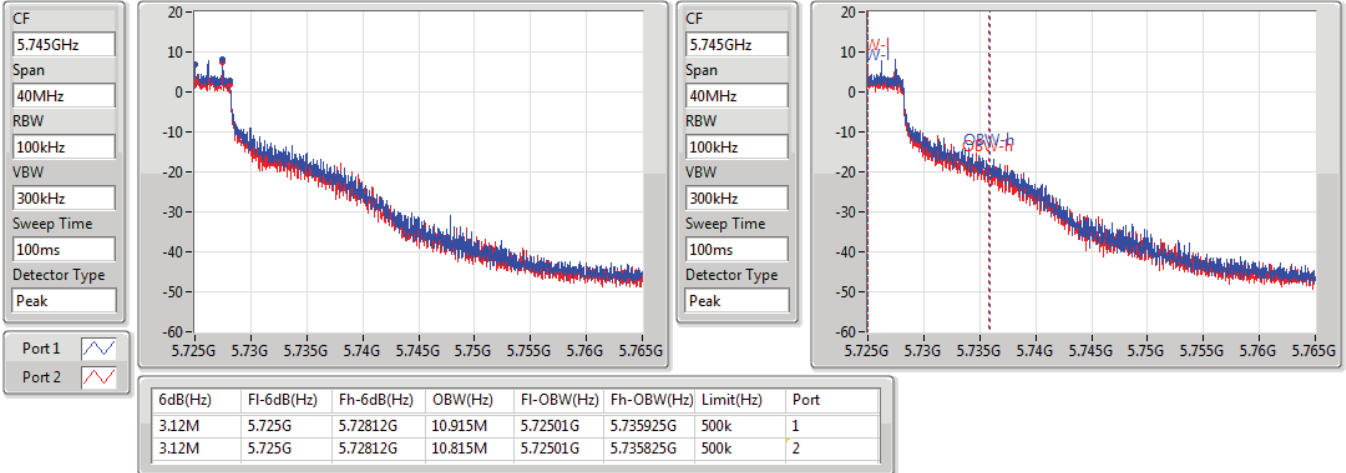 CF
5.745GHz
Span
40MHz
RBW
100kHz
VBW
300kHz
Sweep Time
100ms
Detector Type
Peak
Port 1
Port 2
20
10
0
-10
-20
-30
-40
-50
-60
5.725G 5.73G 5.735G 5.74G 5.745G 5.75G 5.755G 5.76G 5.765G
CF
5.745GHz
Span
40MHz
RBW
100kHz
VBW
300kHz
Sweep Time
100ms
Detector Type
Peak
20
10
0
-10
-20
-30
-40
-50
-60
W-l
W-l
OBW-h
OBW-h
5.725G 5.73G 5.735G 5.74G 5.745G 5.75G 5.755G 5.76G 5.765G
6dB(Hz) Fl-6dB(Hz) Fh-6dB(Hz) OBW(Hz) Fl-OBW(Hz) Fh-OBW(Hz) Limit(Hz) Port
3.12M 5.725G 5.72812G 10.915M 5.72501G 5.735925G 500k 1
3.12M 5.725G 5.72812G 10.815M 5.72501G 5.735825G 500k 2